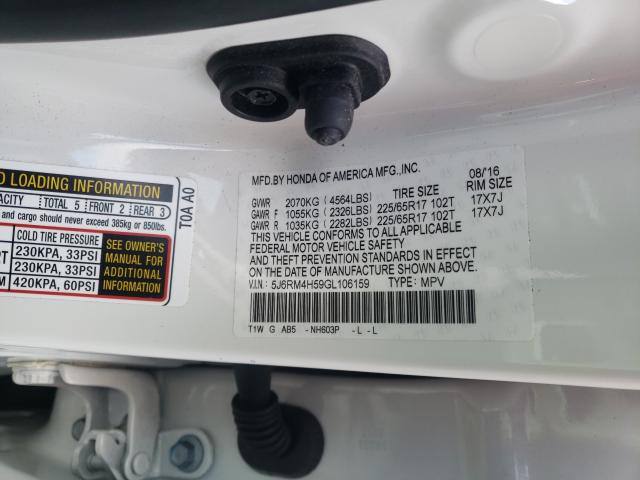 O LOADING INFORMATION
ACITY TOTAL 5 FRONT 2 REAR 3
and cargo should never exceed 385kg or 850lbs.
COLD TIRE PRESSURE
230KPA, 33PSI
230KPA, 33PSI
420KPA, 60PSI
SEE OWNER'S
MANUAL FOR
ADDITIONAL
INFORMATION
T0A A0
MFD.BY HONDA OF AMERICA MFG.,INC. 08/16
TIRE SIZE RIM SIZE
GVWR 2070KG (4564LBS)
GAWR F 1055KG (2326LBS) 225/65R17 102T 17X7J
GAWR R 1035KG (2282LBS) 225/65R17 102T 17X7J
THIS VEHICLE CONFORMS TO ALL APPLICABLE
FEDERAL MOTOR VEHICLE SAFETY
AND THEFT PREVENTION STANDARDS IN EFFECT
ON THE DATE OF MANUFACTURE SHOWN ABOVE.
V.I.N.: 5J6RM4H59GL106159 TYPE: MPV
T1W G AB5 - NH603P - L - L